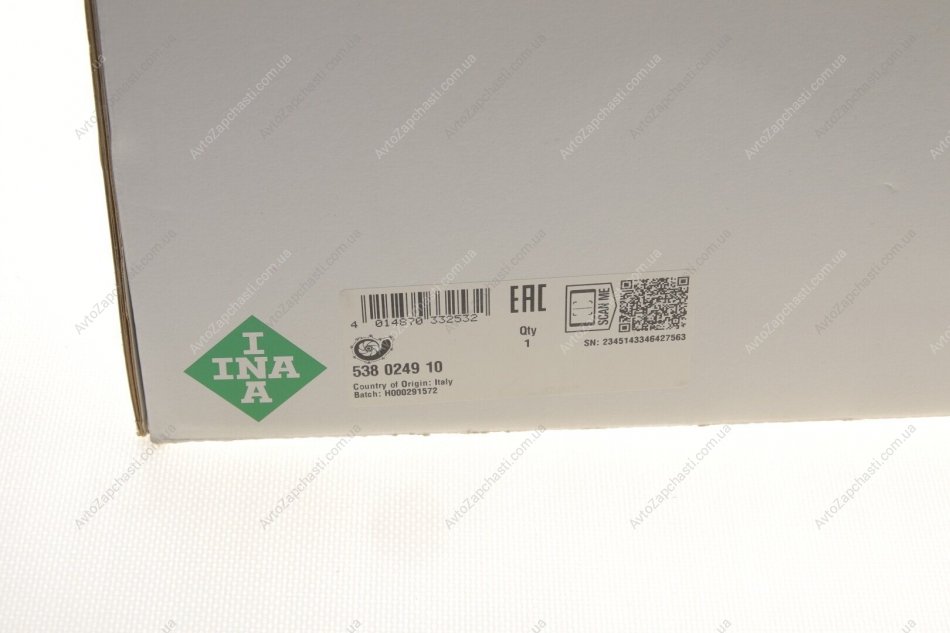 4 014870 332532
EAC
Qty
1
SCAN ME
SN: 2345143346427563
538 0249 10
Country of Origin: Italy
Batch: H000291572
INA
INA
AvtoZapchasti.com.ua